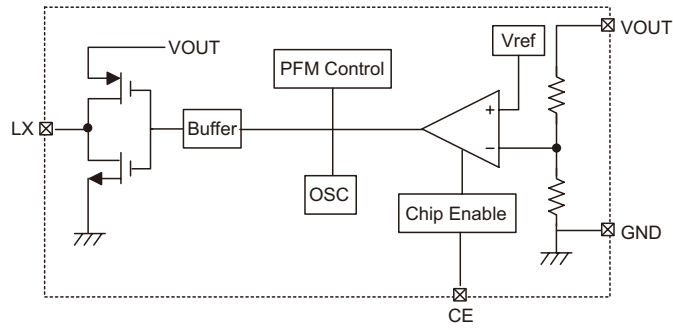 VOUT
Vref
VOUT
PFM Control
+
LX
Buffer
−
OSC
Chip Enable
GND
CE